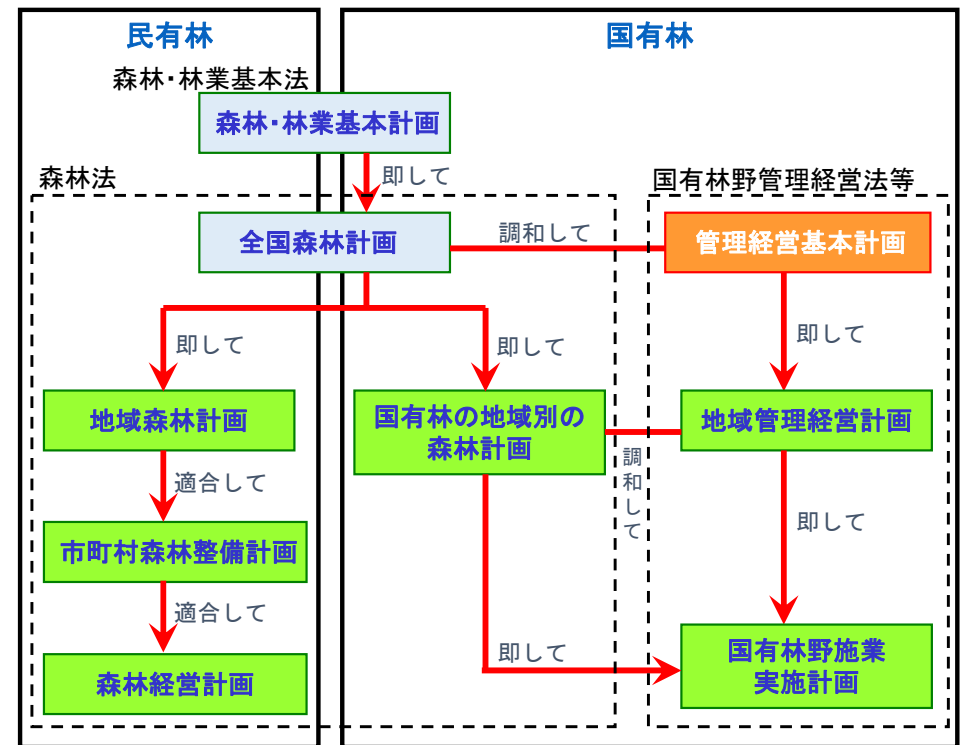 民有林
国有林
森林・林業基本法
森林・林業基本計画
即して
森林法
国有林野管理経営法等
全国森林計画
調和して
管理経営基本計画
即して
即して
即して
地域森林計画
国有林の地域別の
森林計画
地域管理経営計画
調和して
適合して
即して
市町村森林整備計画
適合して
即して
森林経営計画
国有林野施業
実施計画